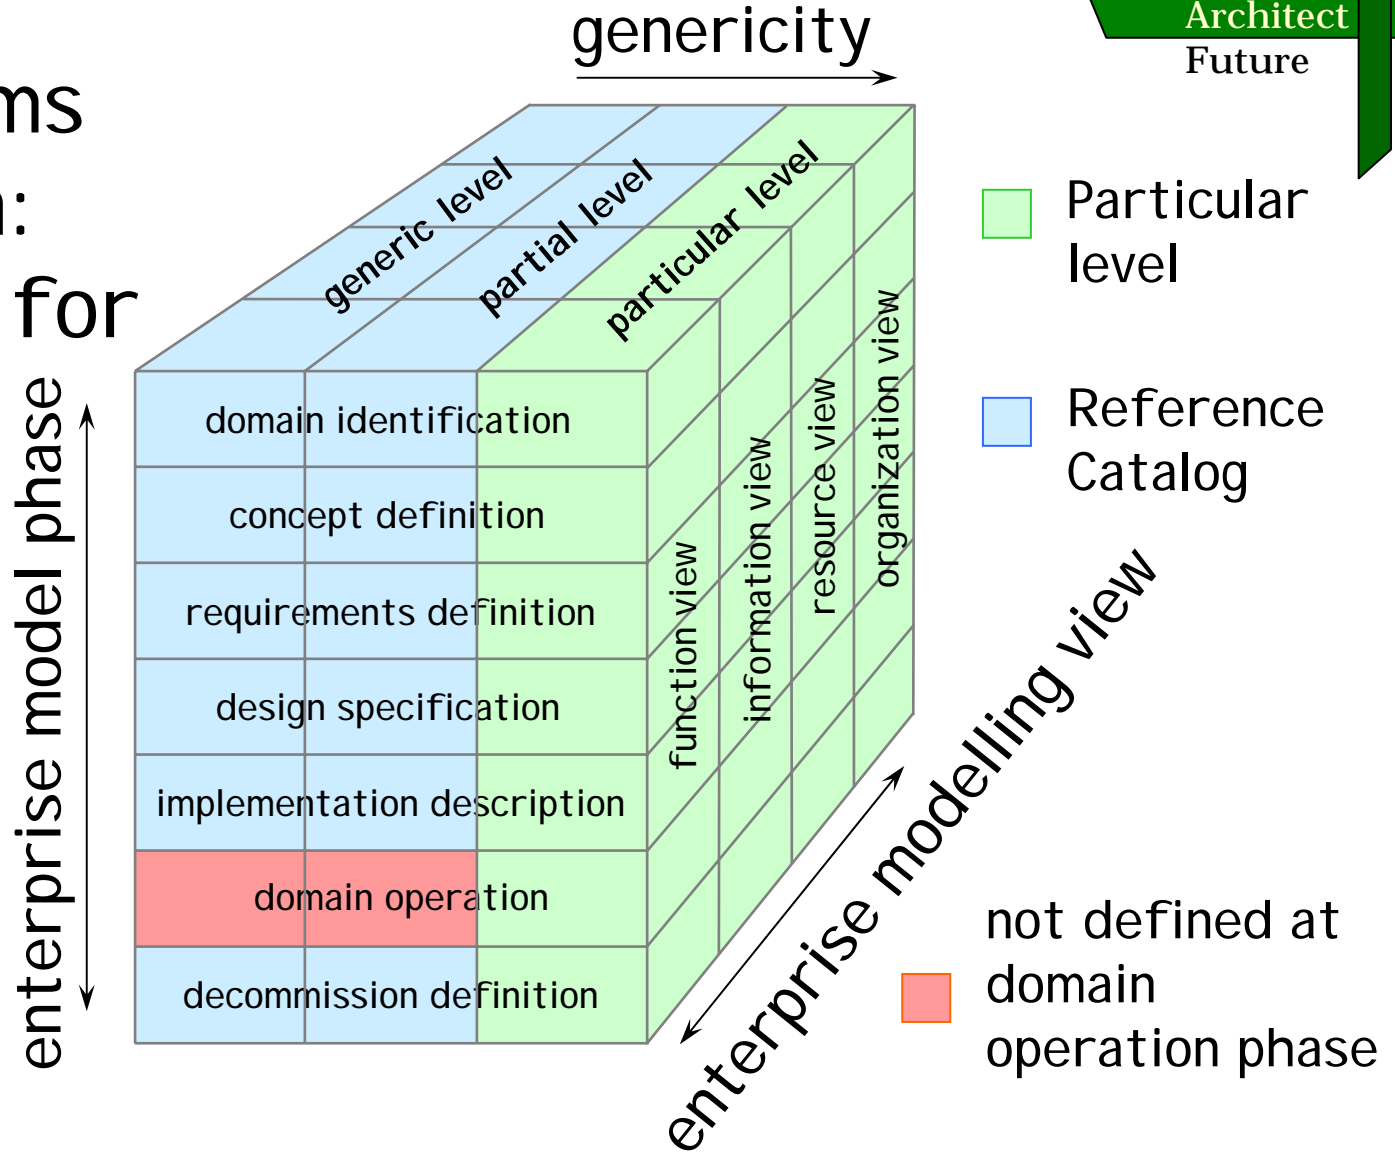 genericity
Architect
Future
ms
n:
for
generic level
partial level
particular level
Particular
level
Reference
Catalog
enterprise model phase
domain identification
concept definition
requirements definition
design specification
implementation description
domain operation
decommission definition
function view
information view
resource view
organization view
enterprise modelling view
not defined at
domain
operation phase